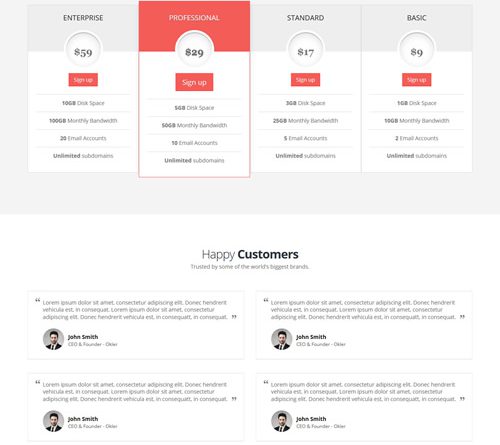 ENTERPRISE
$59
Sign up
10GB Disk Space
100GB Monthly Bandwidth
20 Email Accounts
Unlimited subdomains
PROFESSIONAL
$29
Sign up
5GB Disk Space
50GB Monthly Bandwidth
10 Email Accounts
Unlimited subdomains
STANDARD
$17
Sign up
3GB Disk Space
25GB Monthly Bandwidth
5 Email Accounts
Unlimited subdomains
BASIC
$9
Sign up
1GB Disk Space
10GB Monthly Bandwidth
2 Email Accounts
Unlimited subdomains
Happy Customers
Trusted by some of the world's biggest brands.
“ Lorem ipsum dolor sit amet, consectetur adipiscing elit. Donec hendrerit
vehicula est, in consequat. Lorem ipsum dolor sit amet, consectetur adipiscing
elit. Donec hendrerit vehicula est, in consequatt, in consequat. ”
John Smith
CEO & Founder - Okler
“ Lorem ipsum dolor sit amet, consectetur adipiscing elit. Donec hendrerit
vehicula est, in consequat. Lorem ipsum dolor sit amet, consectetur adipiscing
elit. Donec hendrerit vehicula est, in consequatt, in consequat. ”
John Smith
CEO & Founder - Okler
“ Lorem ipsum dolor sit amet, consectetur adipiscing elit. Donec hendrerit
vehicula est, in consequat. Lorem ipsum dolor sit amet, consectetur adipiscing
elit. Donec hendrerit vehicula est, in consequatt, in consequat. ”
John Smith
CEO & Founder - Okler
“ Lorem ipsum dolor sit amet, consectetur adipiscing elit. Donec hendrerit
vehicula est, in consequat. Lorem ipsum dolor sit amet, consectetur adipiscing
elit. Donec hendrerit vehicula est, in consequatt, in consequat. ”
John Smith
CEO & Founder - Okler